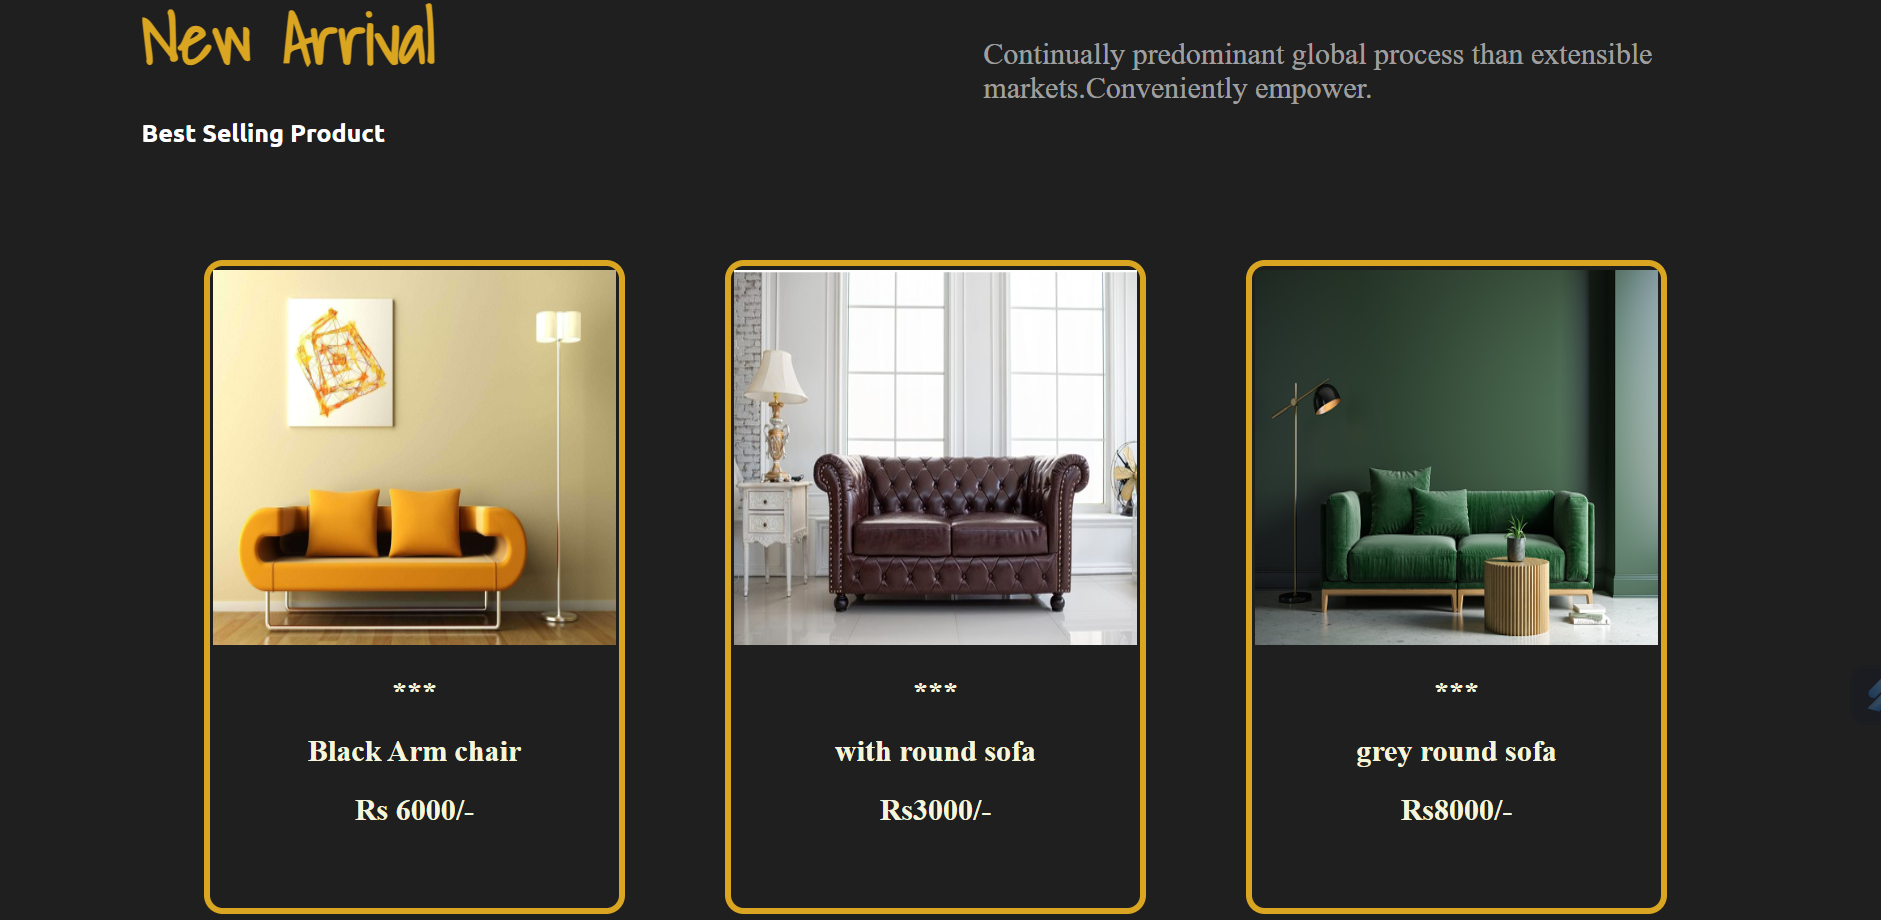 New Arrival
Continually predominant global process than extensible
markets.Conveniently empower.
Best Selling Product
***
Black Arm chair
Rs 6000/-
***
with round sofa
Rs3000/-
***
grey round sofa
Rs8000/-